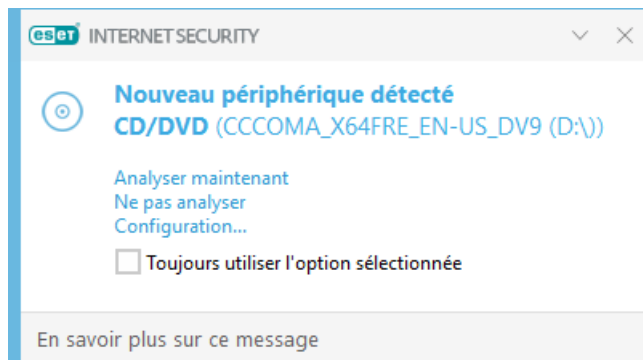 eset INTERNET SECURITY
Nouveau périphérique détecté
CD/DVD (CCCOMA_X64FRE_EN-US_DV9 (D:\))
Analyser maintenant
Ne pas analyser
Configuration...
Toujours utiliser l'option sélectionnée
En savoir plus sur ce message